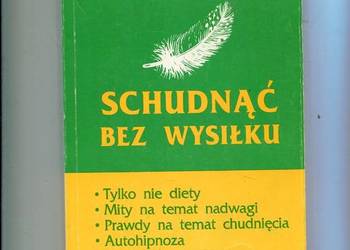 SCHUDNĄĆ
BEZ WYSIŁKU
• Tylko nie diety
• Mity na temat nadwagi
• Prawdy na temat chudnięcia
• Autohipnoza